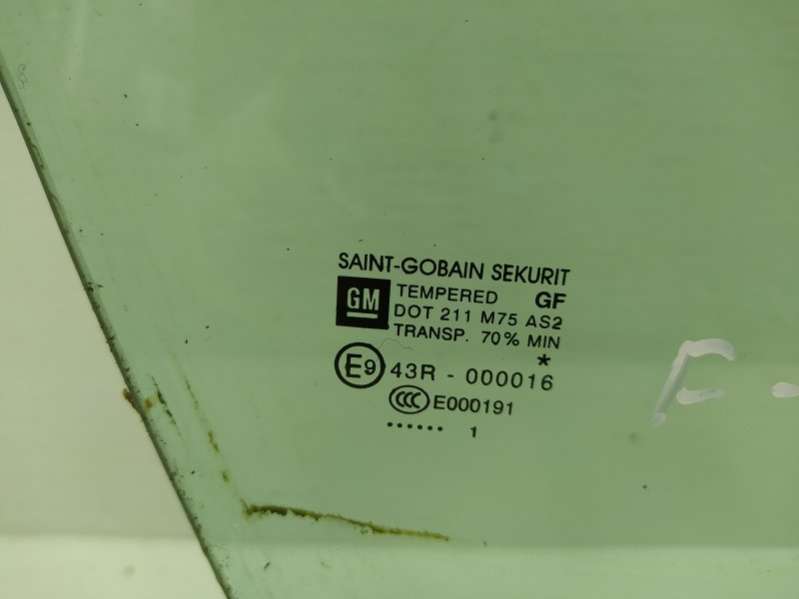 SAINT-GOBAIN SEKURIT
GM TEMPERED GF
DOT 211 M75 AS2
TRANSP. 70% MIN
*
E9 43R - 000016
CCC E000191
...... 1
E -